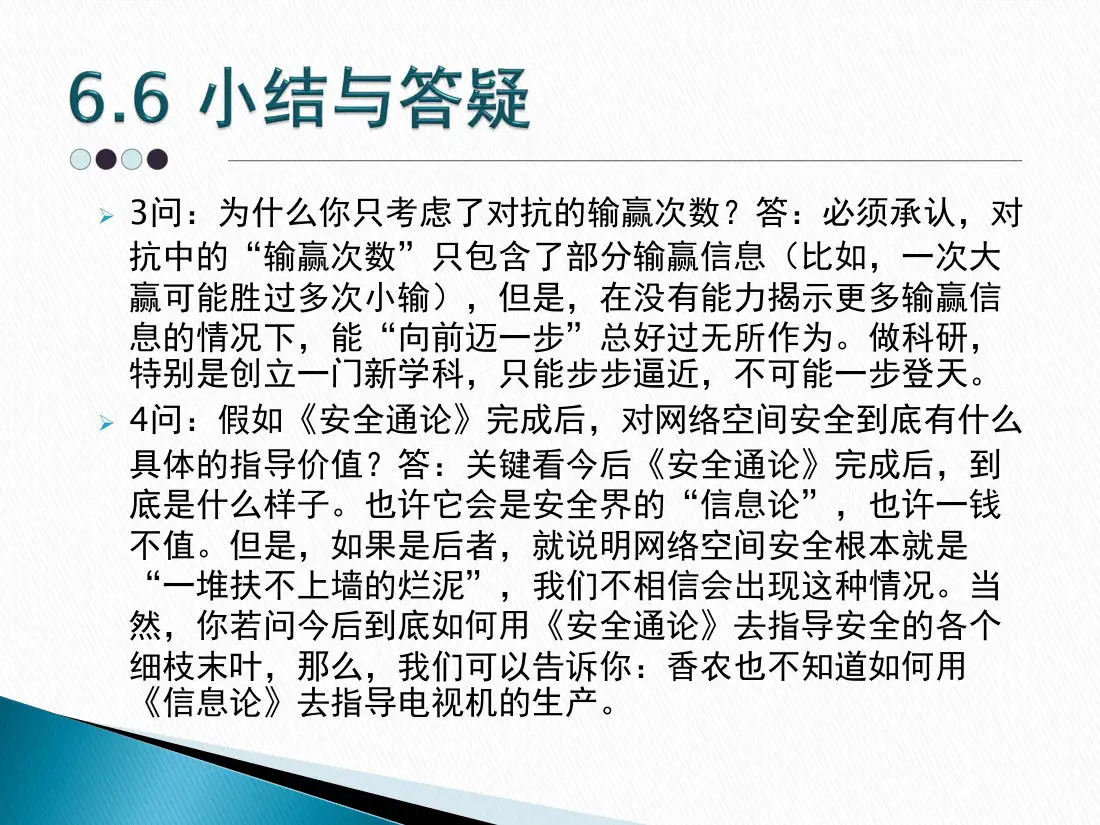 6.6 小结与答疑
3问：为什么你只考虑了对抗的输赢次数？答：必须承认，对
抗中的“输赢次数”只包含了部分输赢信息（比如，一次大
赢可能胜过多次小输），但是，在没有能力揭示更多输赢信
息的情况下，能“向前迈一步”总好过无所作为。做科研，
特别是创立一门新学科，只能步步逼近，不可能一步登天。
4问：假如《安全通论》完成后，对网络空间安全到底有什么
具体的指导价值？答：关键看今后《安全通论》完成后，到
底是什么样子。也许它会是安全界的“信息论”，也许一钱
不值。但是，如果是后者，就说明网络空间安全根本就是
“一堆扶不上墙的烂泥”，我们不相信会出现这种情况。当
然，你若问今后到底如何用《安全通论》去指导安全的各个
细枝末叶，那么，我们可以告诉你：香农也不知道如何用
《信息论》去指导电视机的生产。